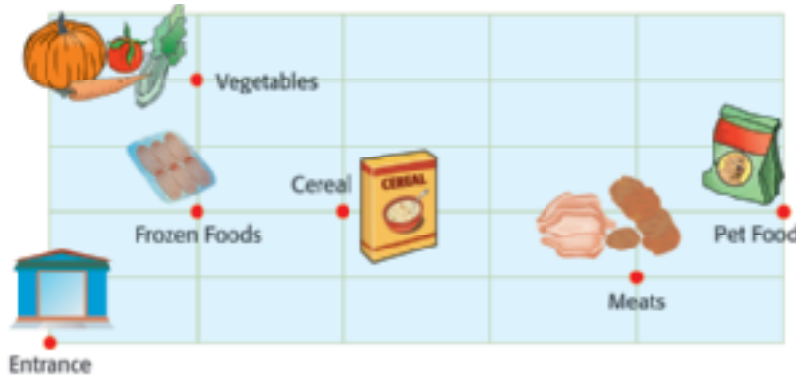 Vegetables
Cereal
CEREAL
Frozen Foods
Pet Food
Meats
Entrance